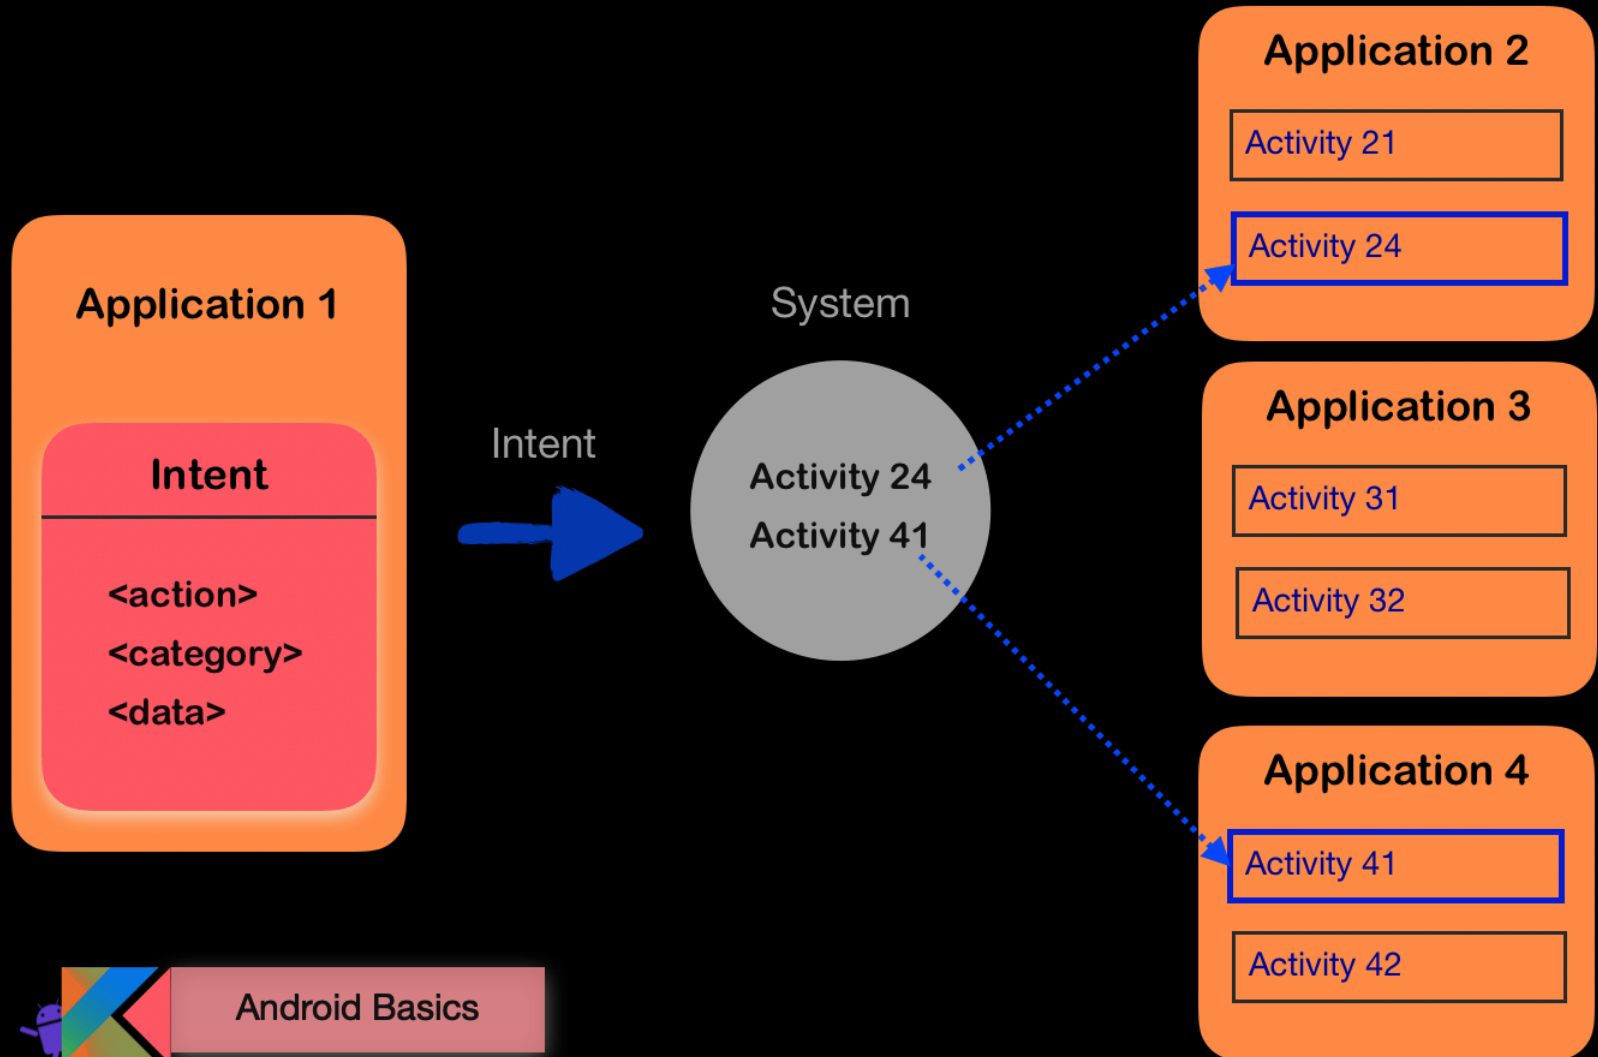 Application 1
Intent
<action>
<category>
<data>
Intent
System
Activity 24
Activity 41
Application 2
Activity 21
Activity 24
Application 3
Activity 31
Activity 32
Application 4
Activity 41
Activity 42
Android Basics